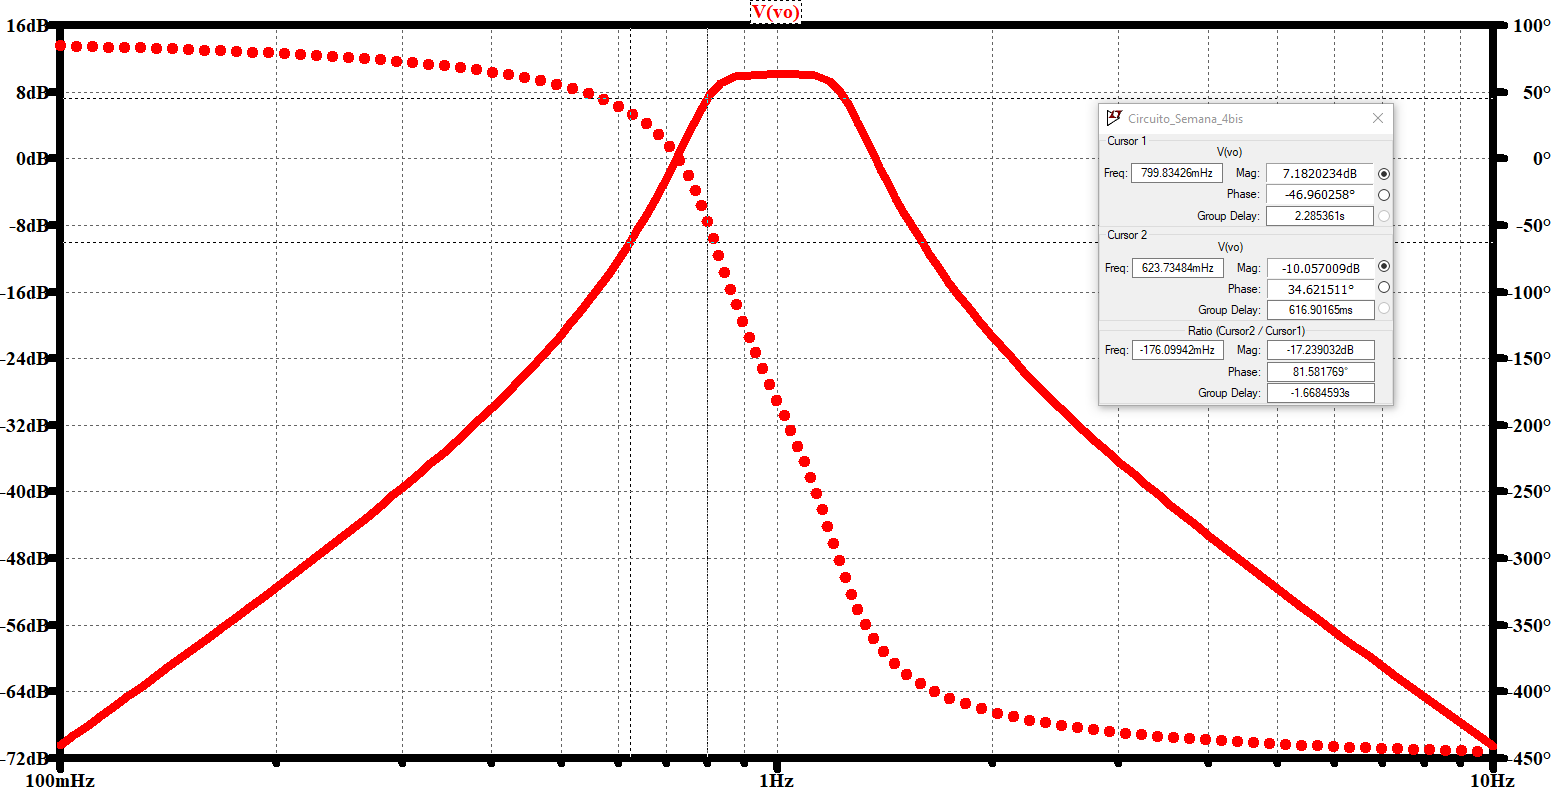 V(vo)
16dB 100°
8dB 50°
0dB 0°
-8dB -50°
-16dB -100°
-24dB -150°
-32dB -200°
-40dB -250°
-48dB -300°
-56dB -350°
-64dB -400°
-72dB -450°
100mHz 1Hz 10Hz
Circuito_Semana_4bis
Cursor 1
V(vo)
Freq: 799.83426mHz Mag: 7.1820234dB
Phase: -46.960258°
Group Delay: 2.285361s
Cursor 2
V(vo)
Freq: 623.73484mHz Mag: -10.057009dB
Phase: 34.621511°
Group Delay: 616.90165ms
Ratio (Cursor2 / Cursor1)
Freq: -176.09942mHz Mag: -17.239032dB
Phase: 81.581769°
Group Delay: -1.6684593s